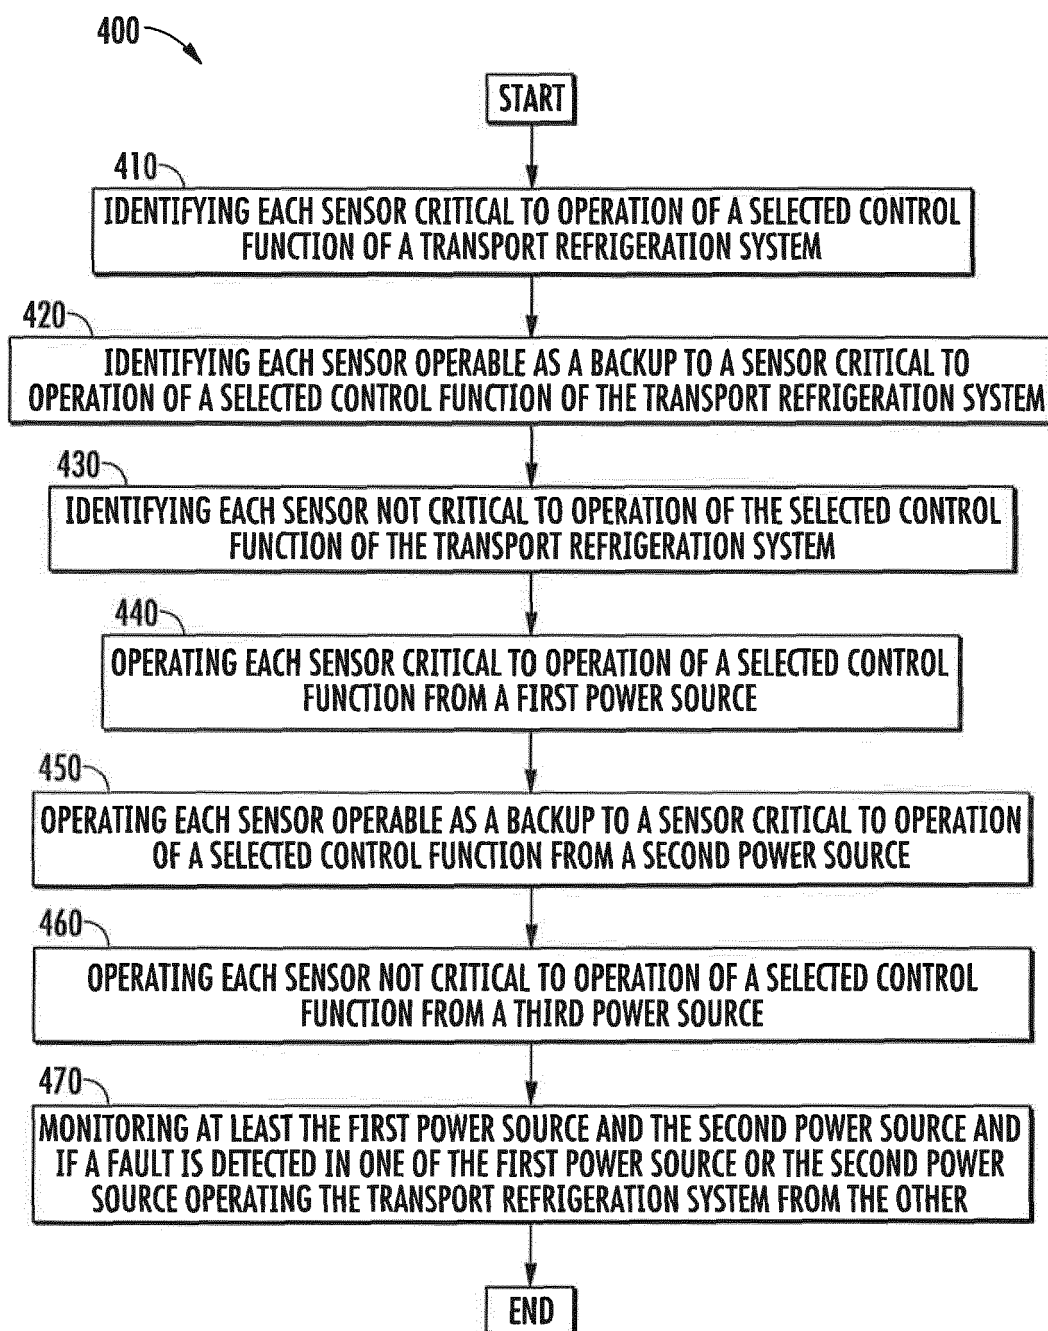 400
START
410
IDENTIFYING EACH SENSOR CRITICAL TO OPERATION OF A SELECTED CONTROL
FUNCTION OF A TRANSPORT REFRIGERATION SYSTEM
420
IDENTIFYING EACH SENSOR OPERABLE AS A BACKUP TO A SENSOR CRITICAL TO
OPERATION OF A SELECTED CONTROL FUNCTION OF THE TRANSPORT REFRIGERATION SYSTEM
430
IDENTIFYING EACH SENSOR NOT CRITICAL TO OPERATION OF THE SELECTED CONTROL
FUNCTION OF THE TRANSPORT REFRIGERATION SYSTEM
440
OPERATING EACH SENSOR CRITICAL TO OPERATION OF A SELECTED CONTROL
FUNCTION FROM A FIRST POWER SOURCE
450
OPERATING EACH SENSOR OPERABLE AS A BACKUP TO A SENSOR CRITICAL TO OPERATION
OF A SELECTED CONTROL FUNCTION FROM A SECOND POWER SOURCE
460
OPERATING EACH SENSOR NOT CRITICAL TO OPERATION OF A SELECTED CONTROL
FUNCTION FROM A THIRD POWER SOURCE
470
MONITORING AT LEAST THE FIRST POWER SOURCE AND THE SECOND POWER SOURCE AND
IF A FAULT IS DETECTED IN ONE OF THE FIRST POWER SOURCE OR THE SECOND POWER
SOURCE OPERATING THE TRANSPORT REFRIGERATION SYSTEM FROM THE OTHER
END